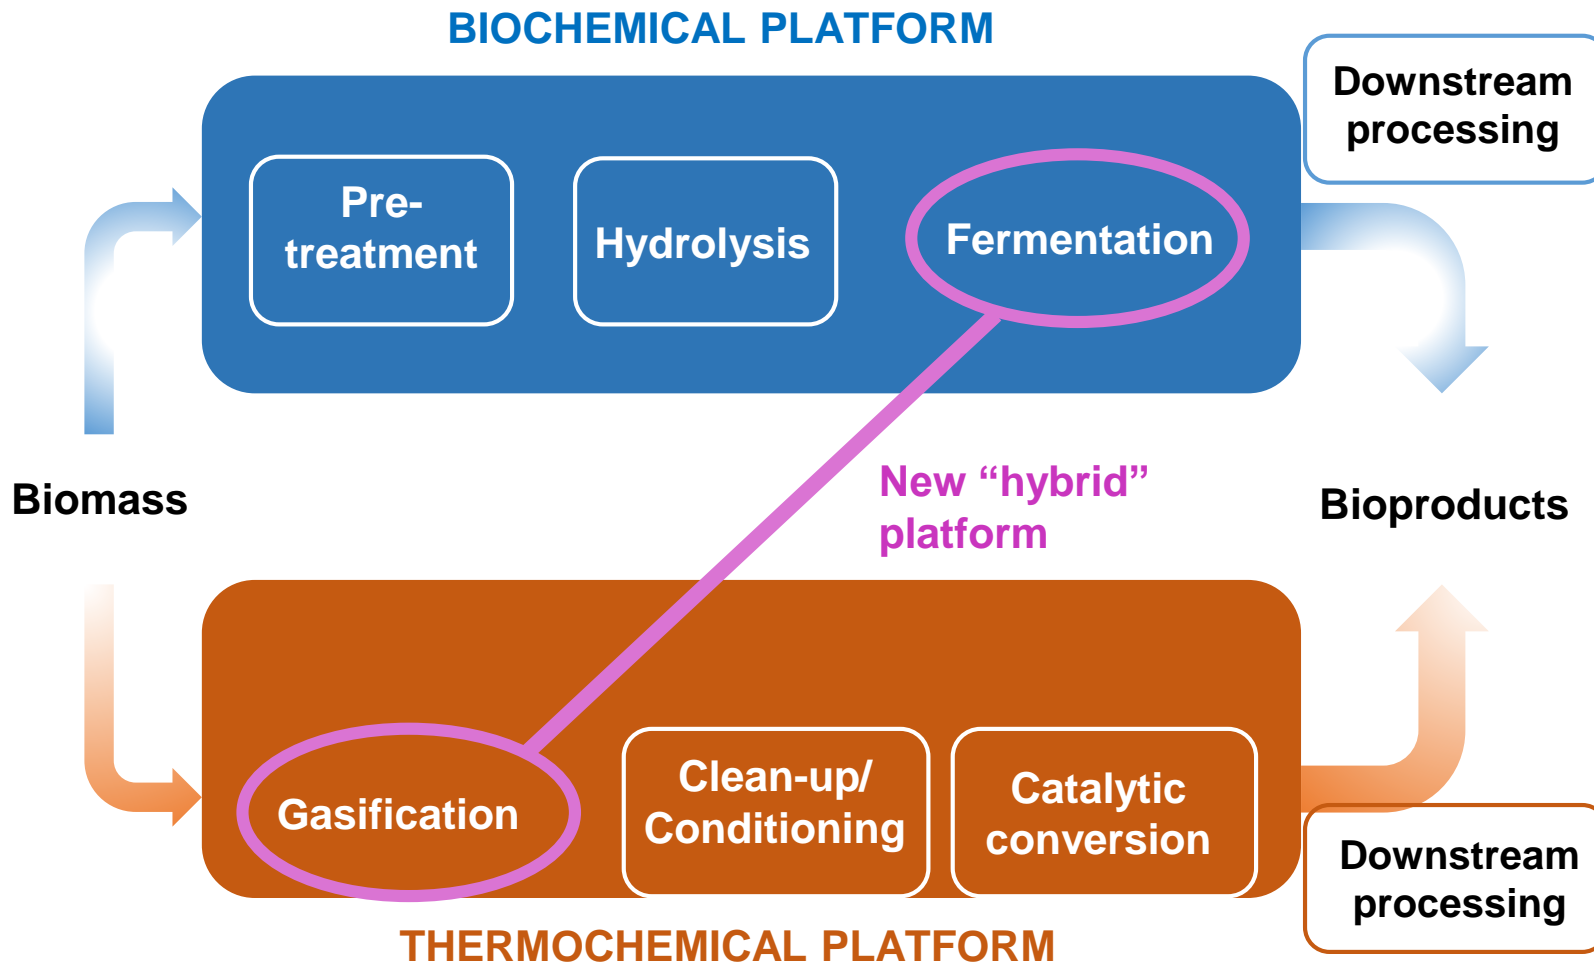 BIOCHEMICAL PLATFORM
Downstream
processing
Pre-
treatment
Hydrolysis
Fermentation
Biomass
New “hybrid”
platform
Bioproducts
Gasification
Clean-up/
Conditioning
Catalytic
conversion
Downstream
processing
THERMOCHEMICAL PLATFORM